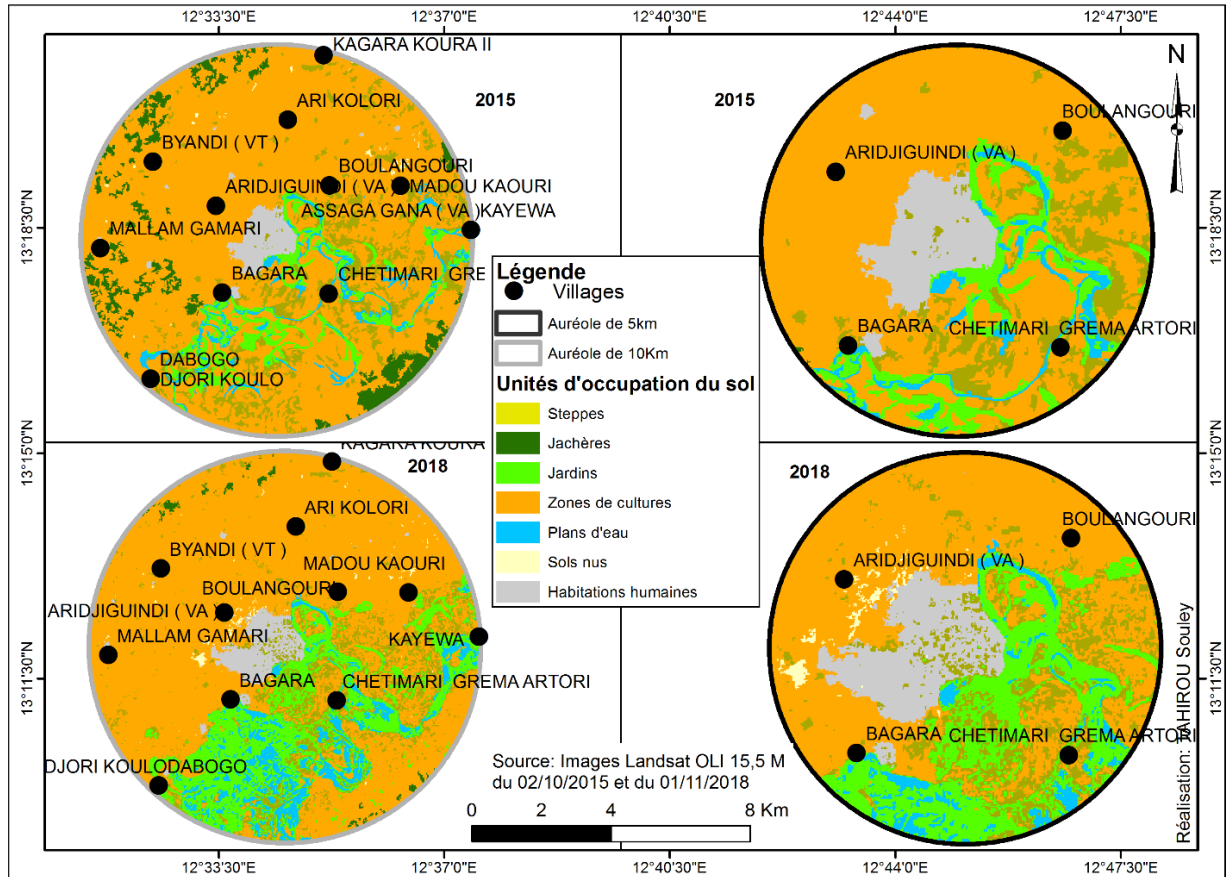 12°33'30"E 12°37'0"E 12°40'30"E 12°44'0"E 12°47'30"E
KAGARA KOURA II
2015
ARI KOLORI
BYANDI ( VT )
BOULANGOURI
ARIDJIGUINDI ( VA ) MADOU KAOURI
ASSAGA GANA ( VA ) KAYEWA
MALLAM GAMARI
BAGARA
CHETIMARI GRE
DABOGO
DJORI KOULO
2015
N
BOULANGOURI
ARIDJIGUINDI ( VA )
BAGARA
CHETIMARI GREMA ARTORI
13°18'30"N
13°18'30"N
Légende
Villages
Auréole de 5km
Auréole de 10Km
Unités d'occupation du sol
Steppes
Jachères
Jardins
Zones de cultures
Plans d'eau
Sols nus
Habitations humaines
13°15'0"N
13°15'0"N
KAGARA KOURA
2018
ARI KOLORI
BYANDI ( VT )
MADOU KAOURI
BOULANGOURI
ARIDJIGUINDI ( VA )
MALLAM GAMARI
KAYEWA
BAGARA
CHETIMARI GREMA ARTORI
DJORI KOULODABOGO
2018
BOULANGOURI
ARIDJIGUINDI ( VA )
BAGARA
CHETIMARI GREMA ARTORI
13°11'30"N
13°11'30"N
Source: Images Landsat OLI 15,5 M
du 02/10/2015 et du 01/11/2018
0 2 4 6 8 Km
Réalisation: TAHIROU Souley
12°33'30"E 12°37'0"E 12°40'30"E 12°44'0"E 12°47'30"E